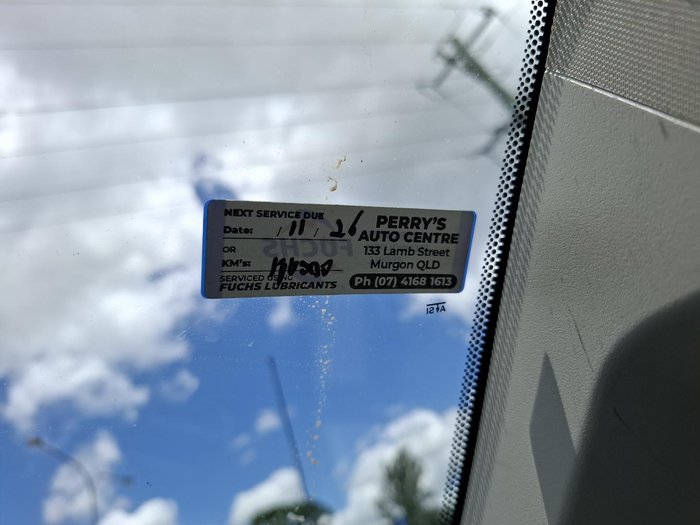 NEXT SERVICE DUE
Date: / 11 / 26
OR
KM's:
SERVICED USING
FUCHS LUBRICANTS
PERRY'S
AUTO CENTRE
133 Lamb Street
Murgon QLD
Ph (07) 4168 1613
FUCHS